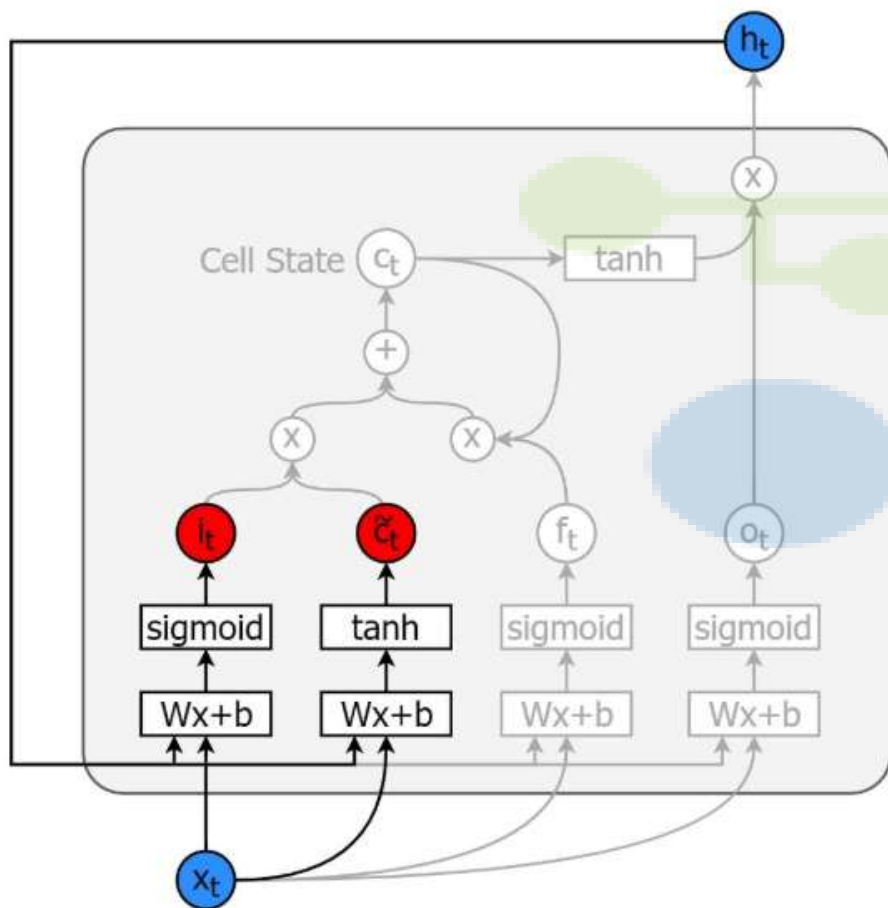 hₜ
x
Cell State cₜ tanh
+
x x
iₜ c̃ₜ fₜ oₜ
sigmoid tanh sigmoid sigmoid
Wx+b Wx+b Wx+b Wx+b
xₜ